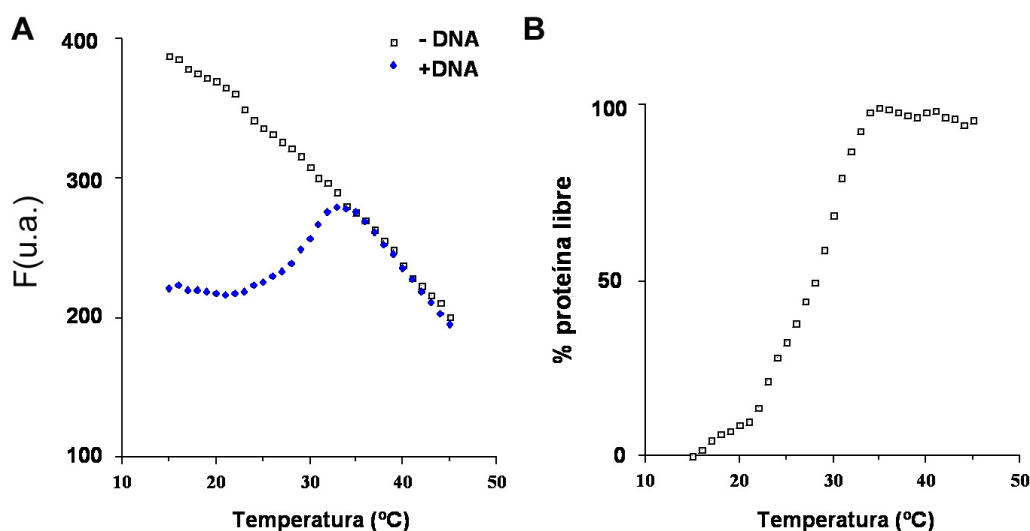 A
400
300
200
100
F(u.a.)
- DNA
+DNA
10 20 30 40 50
Temperatura (ºC)
B
100
50
0
% proteína libre
10 20 30 40 50
Temperatura (ºC)